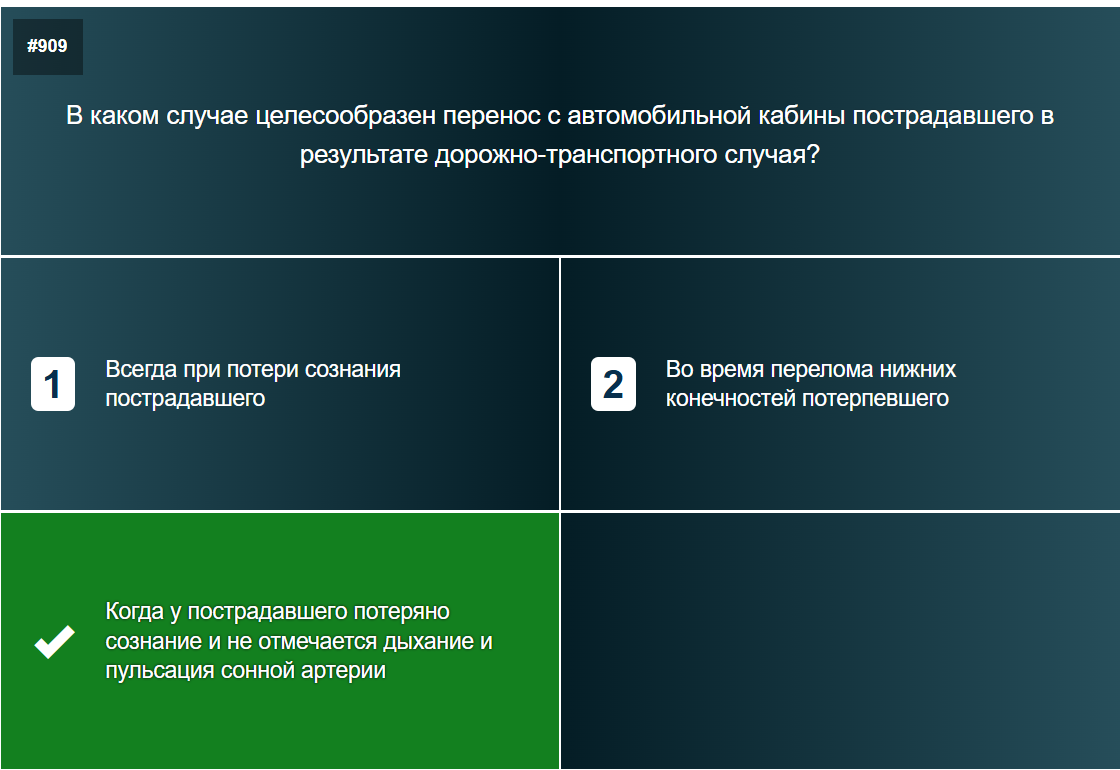 #909
В каком случае целесообразен перенос с автомобильной кабины пострадавшего в
результате дорожно-транспортного случая?
1
Всегда при потери сознания
пострадавшего
2
Во время перелома нижних
конечностей потерпевшего
Когда у пострадавшего потеряно
сознание и не отмечается дыхание и
пульсация сонной артерии